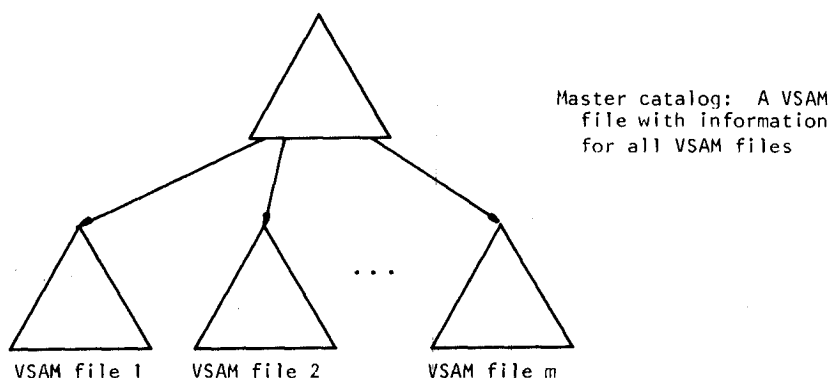 Master catalog: A VSAM
file with information
for all VSAM files
...
VSAM file 1
VSAM file 2
VSAM file m